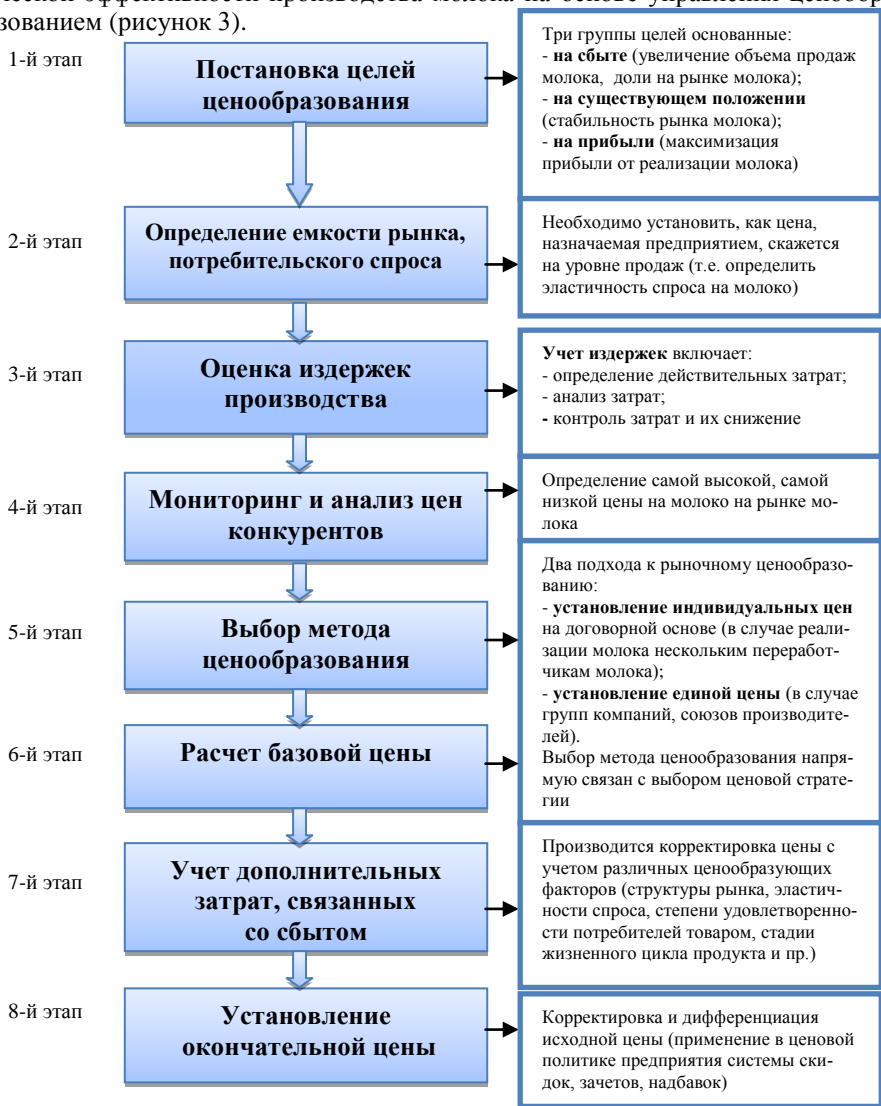 ческой эффективности производства молока на основе управления ценообра-
зованием (рисунок 3).
1-й этап
Постановка целей
ценообразования
Три группы целей основанные:
- на сбыте (увеличение объема продаж
молока, доли на рынке молока);
- на существующем положении
(стабильность рынка молока);
- на прибыли (максимизация
прибыли от реализации молока)
2-й этап
Определение емкости рынка,
потребительского спроса
Необходимо установить, как цена,
назначаемая предприятием, скажется
на уровне продаж (т.е. определить
эластичность спроса на молоко)
3-й этап
Оценка издержек
производства
Учет издержек включает:
- определение действительных затрат;
- анализ затрат;
- контроль затрат и их снижение
4-й этап
Мониторинг и анализ цен
конкурентов
Определение самой высокой, самой
низкой цены на молоко на рынке мо-
лока
5-й этап
Выбор метода
ценообразования
Два подхода к рыночному ценообразо-
ванию:
- установление индивидуальных цен
на договорной основе (в случае реали-
зации молока нескольким переработ-
чикам молока);
- установление единой цены (в случае
групп компаний, союзов производите-
лей).
Выбор метода ценообразования напря-
мую связан с выбором ценовой страте-
гии
6-й этап
Расчет базовой цены
7-й этап
Учет дополнительных
затрат, связанных
со сбытом
Производится корректировка цены с
учетом различных ценообразующих
факторов (структуры рынка, эластич-
ности спроса, степени удовлетворенно-
сти потребителей товаром, стадии
жизненного цикла продукта и пр.)
8-й этап
Установление
окончательной цены
Корректировка и дифференциация
исходной цены (применение в ценовой
политике предприятия системы ски-
док, зачетов, надбавок)